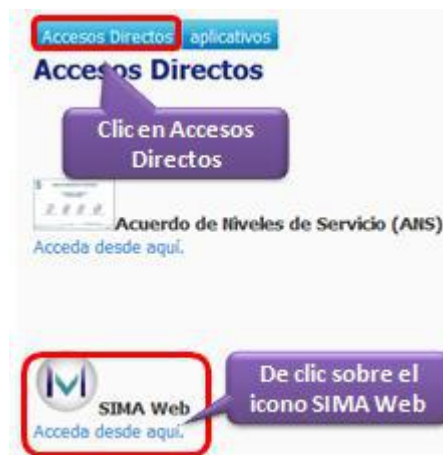 Accesos Directos aplicativos
Accesos Directos
Clic en Accesos
Directos
Acuerdo de Niveles de Servicio (ANS)
Acceda desde aquí.
De clic sobre el
icono SIMA Web
SIMA Web
Acceda desde aquí.